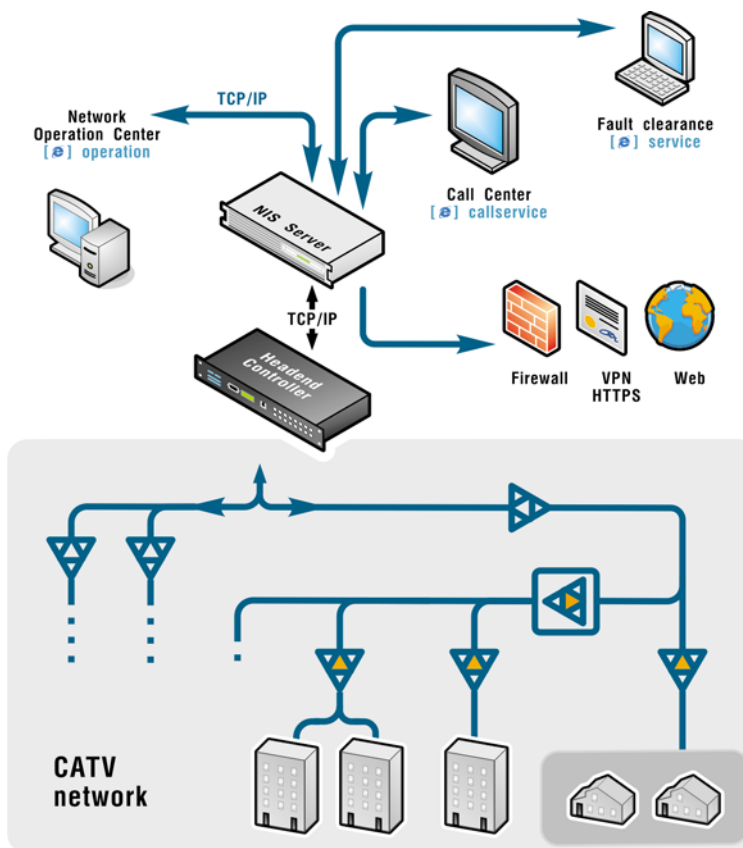 TCP/IP
Network
Operation Center
[e] operation
Fault clearance
[e] service
Call Center
[e] callservice
NIS Server
TCP/IP
Headend
Controller
Firewall
VPN
HTTPS
Web
CATV
network